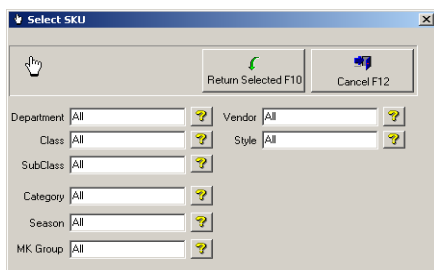 Select SKU
Return Selected F10 Cancel F12
Department All Vendor All
Class All Style All
SubClass All
Category All
Season All
MK Group All